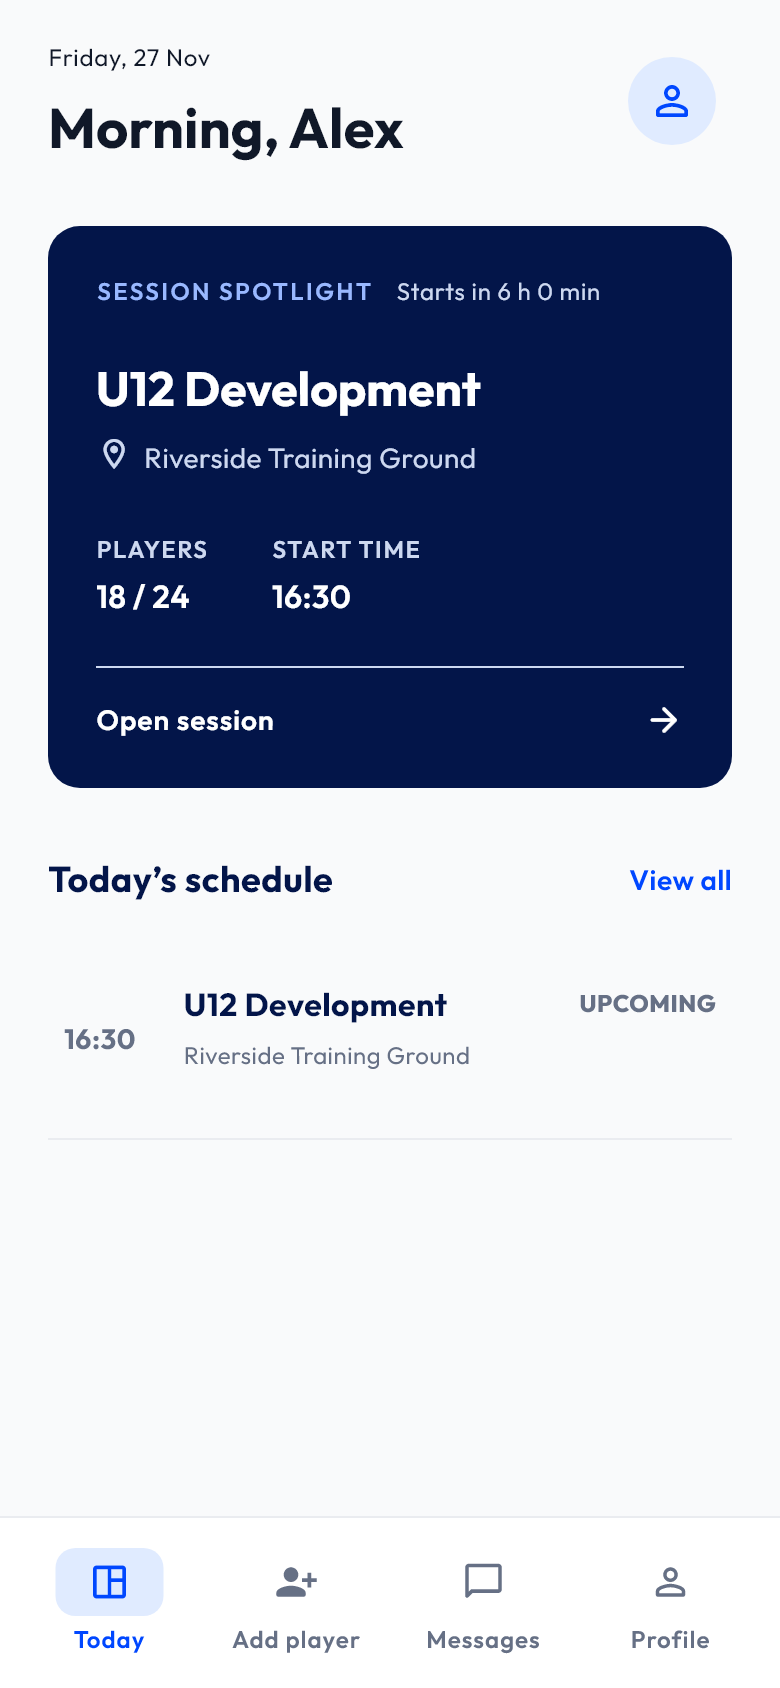 Friday, 27 Nov
Morning, Alex
SESSION SPOTLIGHT Starts in 6 h 0 min
U12 Development
Riverside Training Ground
PLAYERS START TIME
18 / 24 16:30
Open session
Today’s schedule View all
U12 Development UPCOMING
16:30
Riverside Training Ground
Today Add player Messages Profile